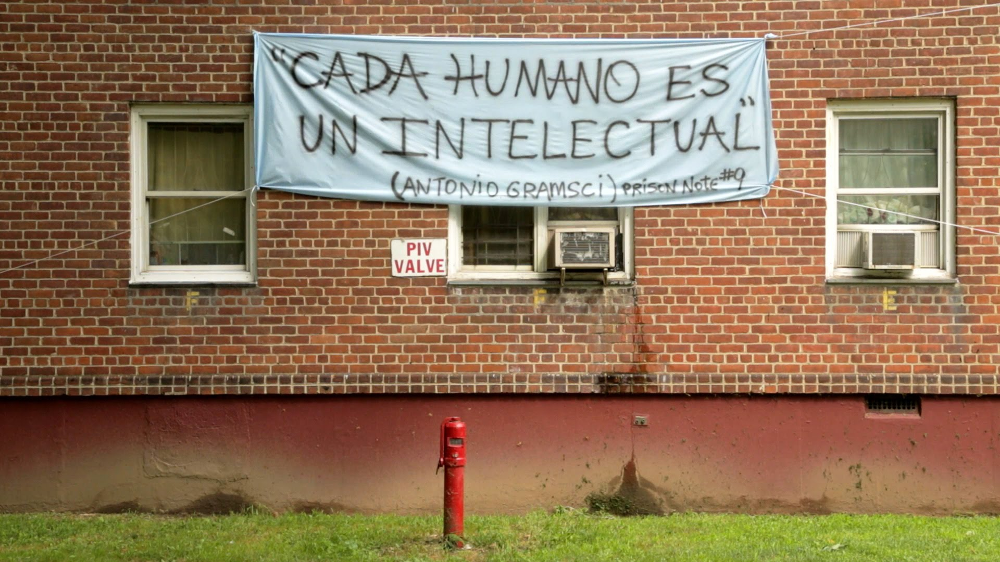 “CADA HUMANO ES
UN INTELECTUAL”
(ANTONiO GRAMSCi) PRiSON NOTE #9
PIV
VALVE
F
F
E